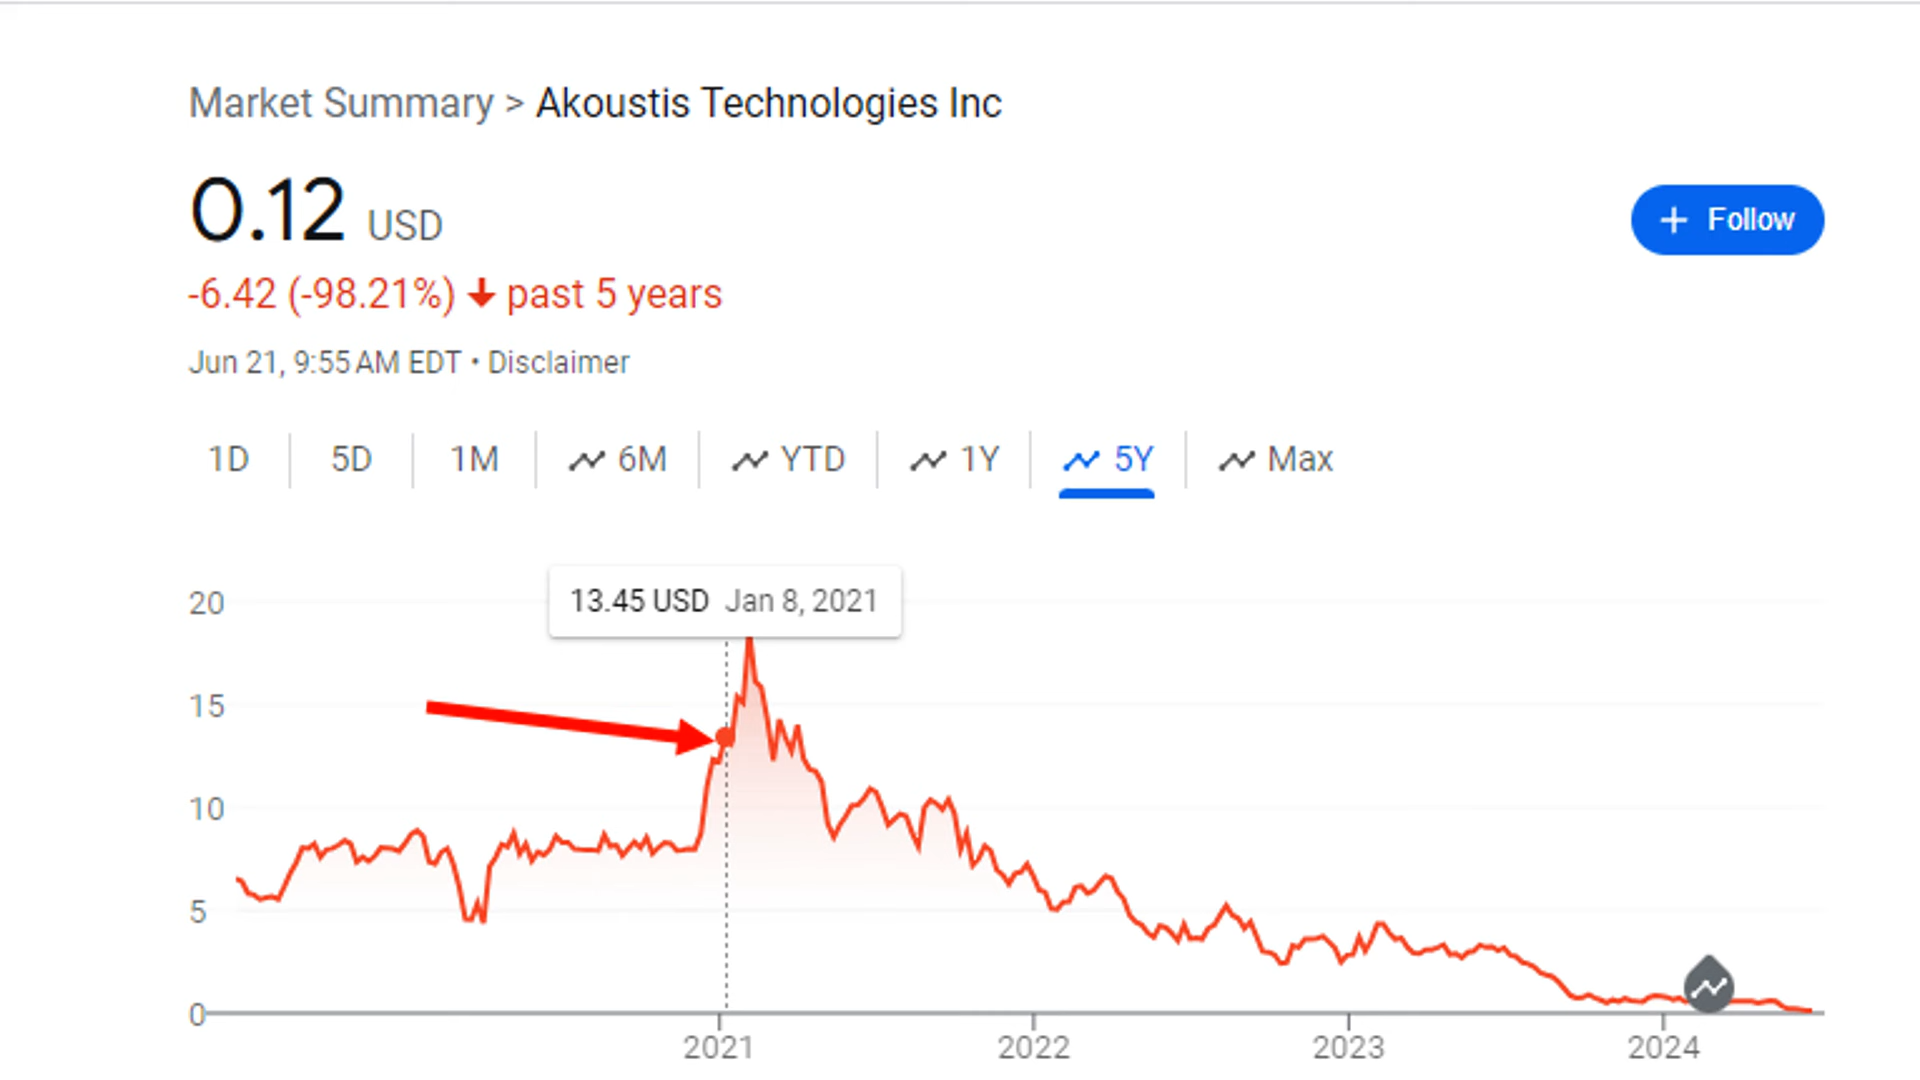 Market Summary > Akoustis Technologies Inc
0.12 USD
+ Follow
-6.42 (-98.21%) ↓ past 5 years
Jun 21, 9:55 AM EDT • Disclaimer
1D 5D 1M 6M YTD 1Y 5Y Max
13.45 USD Jan 8, 2021
20
15
10
5
0
2021 2022 2023 2024